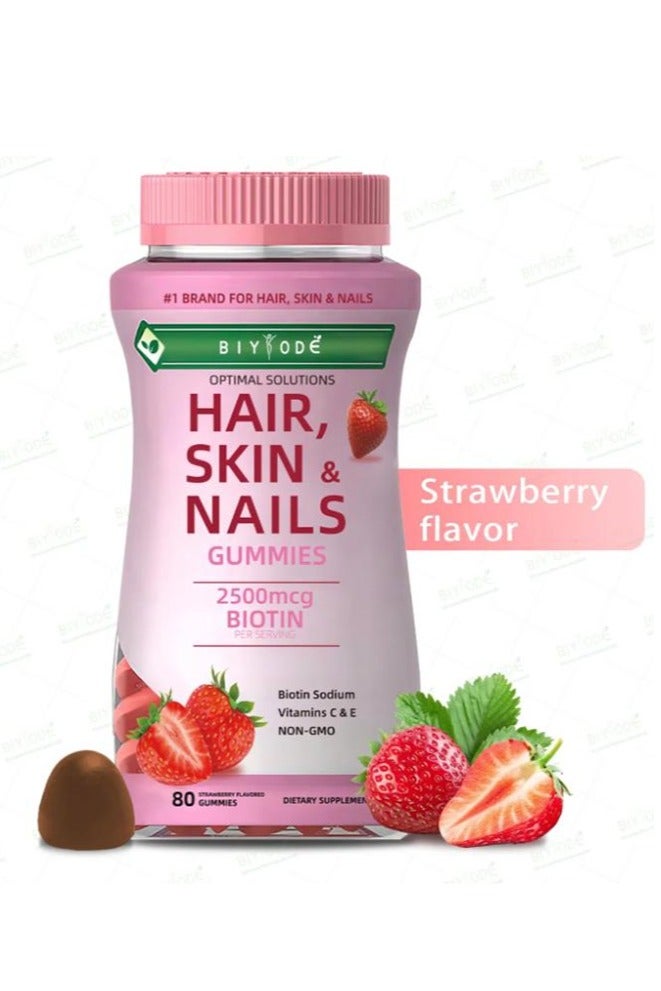 #1 BRAND FOR HAIR, SKIN & NAILS
BIYODE
OPTIMAL SOLUTIONS
HAIR,
SKIN &
NAILS
GUMMIES
2500mcg
BIOTIN
PER SERVING
Strawberry
flavor
Biotin Sodium
Vitamins C & E
NON-GMO
80 STRAWBERRY FLAVORED
GUMMIES
DIETARY SUPPLEMEN